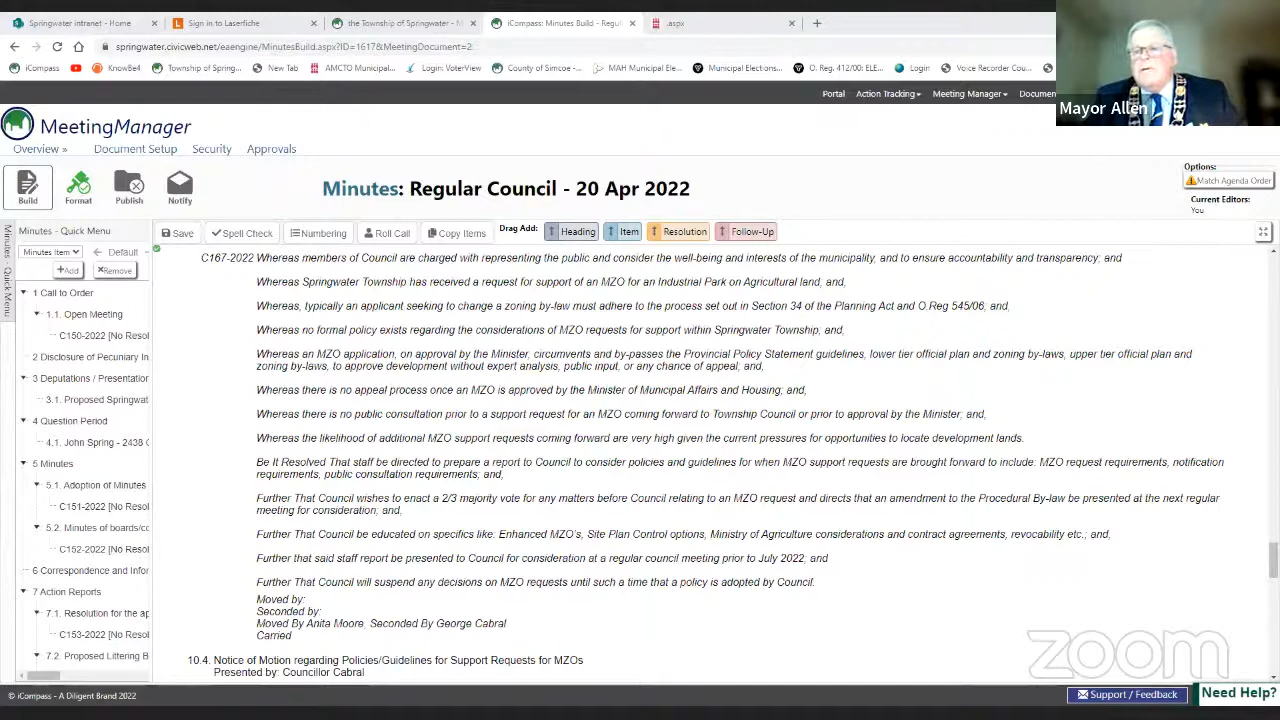 Springwater intranet - Home
Sign in to Laserfiche
the Township of Springwater - M
iCompass: Minutes Build - Regul
.aspx
springwater.civicweb.net/eaengine/MinutesBuild.aspx?ID=1617&MeetingDocument=2
iCompass
KnowBe4
Township of Spring...
New Tab
AMCTO Municipal...
Login: VoterView
County of Simcoe -...
MAH Municipal Ele...
Municipal Elections...
O. Reg. 412/00: ELE...
Login
Voice Recorder Cou...
Mayor Allen
Portal Action Tracking Meeting Manager Documen
MeetingManager
Overview » Document Setup Security Approvals
Build Format Publish Notify
Minutes: Regular Council - 20 Apr 2022
Options:
Match Agenda Order
Current Editors:
You
Minutes - Quick Menu
Minutes Quick Menu
Save Spell Check Numbering Roll Call Copy Items Drag Add: Heading Item Resolution Follow-Up
Minutes Item Default
Add Remove
1 Call to Order
1.1. Open Meeting
C150-2022 [No Resol
2 Disclosure of Pecuniary In
3 Deputations / Presentation
3.1. Proposed Springwat
4 Question Period
4.1. John Spring - 2438
5 Minutes
5.1. Adoption of Minutes
C151-2022 [No Resol
5.2. Minutes of boards/cc
C152-2022 [No Resol
6 Correspondence and Infor
7 Action Reports
7.1. Resolution for the ap
C153-2022 [No Resol
7.2. Proposed Littering B
C167-2022 Whereas members of Council are charged with representing the public and consider the well-being and interests of the municipality, and to ensure accountability and transparency; and
Whereas Springwater Township has received a request for support of an MZO for an Industrial Park on Agricultural land; and,
Whereas, typically an applicant seeking to change a zoning by-law must adhere to the process set out in Section 34 of the Planning Act and O.Reg 545/06; and,
Whereas no formal policy exists regarding the considerations of MZO requests for support within Springwater Township; and,
Whereas an MZO application, on approval by the Minister, circumvents and by-passes the Provincial Policy Statement guidelines, lower tier official plan and zoning by-laws, upper tier official plan and
zoning by-laws, to approve development without expert analysis, public input, or any chance of appeal; and,
Whereas there is no appeal process once an MZO is approved by the Minister of Municipal Affairs and Housing; and,
Whereas there is no public consultation prior to a support request for an MZO coming forward to Township Council or prior to approval by the Minister; and,
Whereas the likelihood of additional MZO support requests coming forward are very high given the current pressures for opportunities to locate development lands.
Be It Resolved That staff be directed to prepare a report to Council to consider policies and guidelines for when MZO support requests are brought forward to include: MZO request requirements, notification
requirements, public consultation requirements; and,
Further That Council wishes to enact a 2/3 majority vote for any matters before Council relating to an MZO request and directs that an amendment to the Procedural By-law be presented at the next regular
meeting for consideration; and,
Further That Council be educated on specifics like: Enhanced MZO's, Site Plan Control options, Ministry of Agriculture considerations and contract agreements, revocability etc.; and,
Further that said staff report be presented to Council for consideration at a regular council meeting prior to July 2022; and
Further That Council will suspend any decisions on MZO requests until such a time that a policy is adopted by Council.
Moved by:
Seconded by:
Moved By Anita Moore, Seconded By George Cabral
Carried
10.4. Notice of Motion regarding Policies/Guidelines for Support Requests for MZOs
Presented by: Councillor Cabral
zoom
© iCompass - A Diligent Brand 2022
Support / Feedback
Need Help?